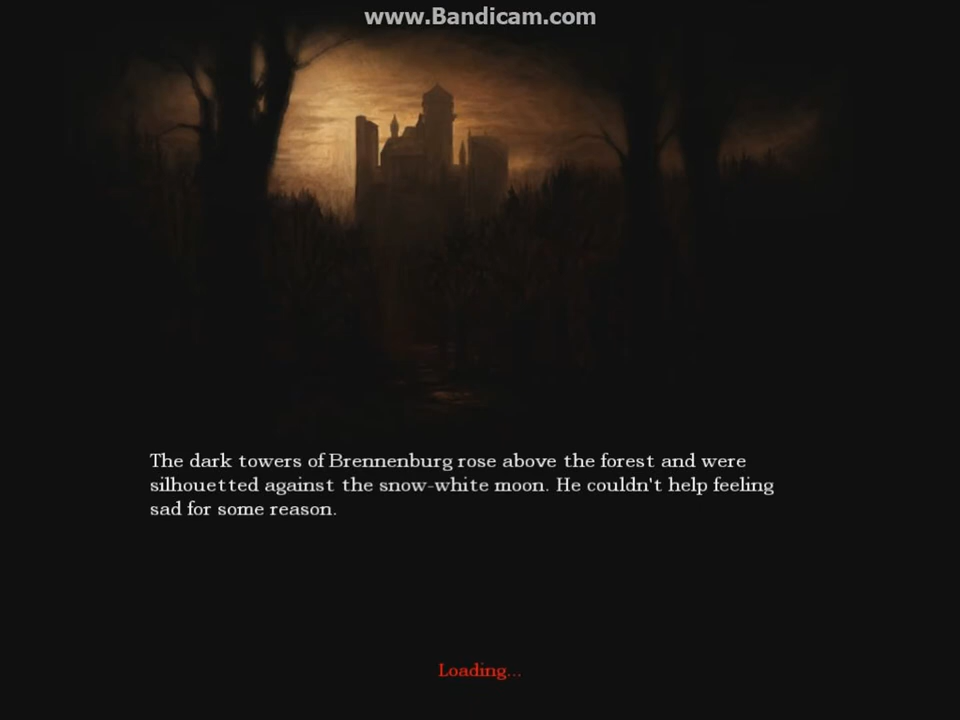 www.Bandicam.com
The dark towers of Brennenburg rose above the forest and were
silhouetted against the snow-white moon. He couldn't help feeling
sad for some reason.
Loading...